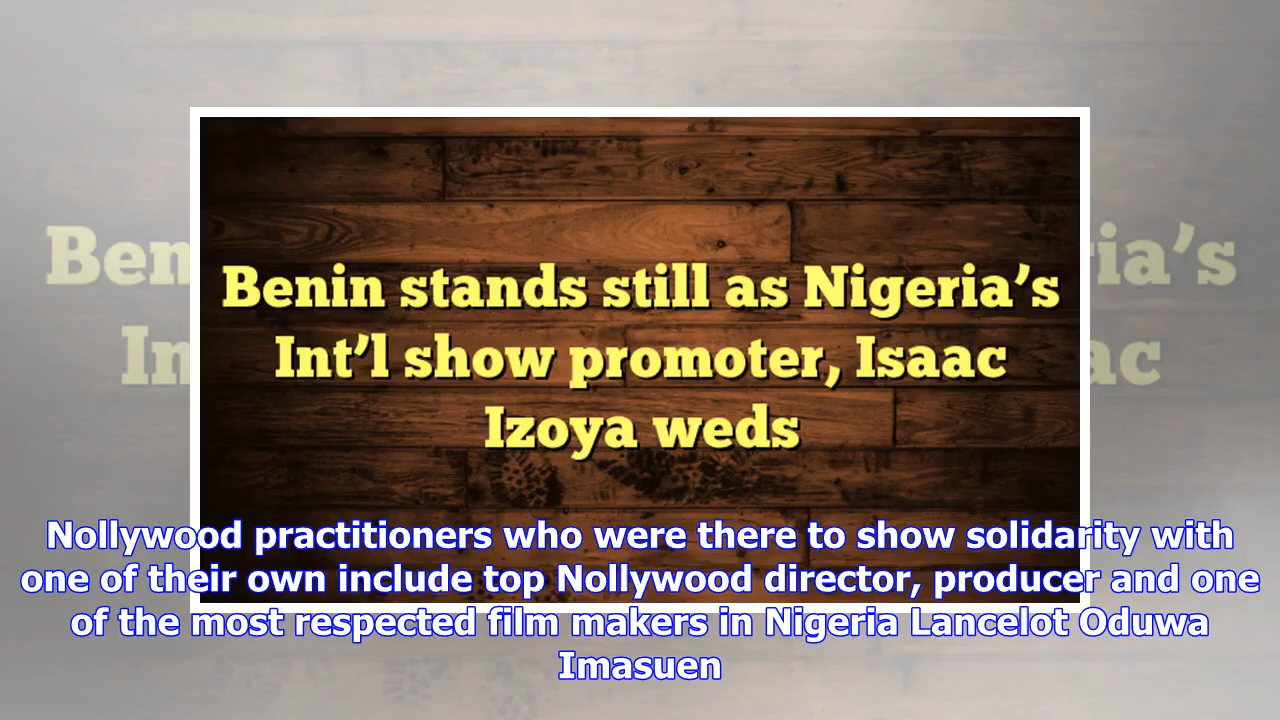 Benin stands still as Nigeria’s
Int’l show promoter, Isaac
Izoya weds
Nollywood practitioners who were there to show solidarity with
one of their own include top Nollywood director, producer and one
of the most respected film makers in Nigeria Lancelot Oduwa
Imasuen